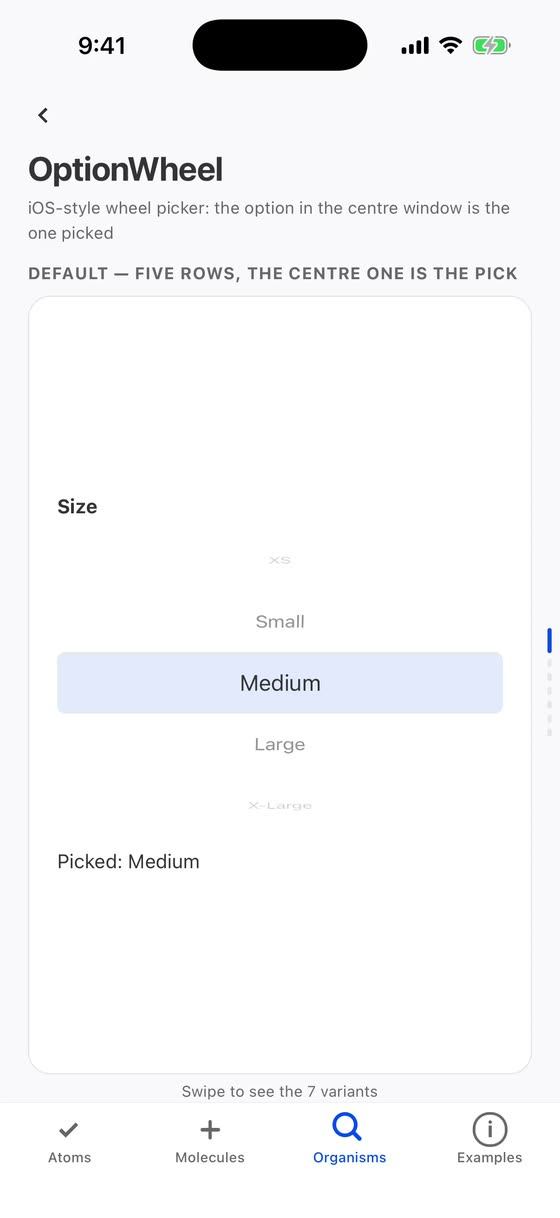 9:41
OptionWheel
iOS-style wheel picker: the option in the centre window is the
one picked
DEFAULT — FIVE ROWS, THE CENTRE ONE IS THE PICK
Size
XS
Small
Medium
Large
X-Large
Picked: Medium
Swipe to see the 7 variants
Atoms
Molecules
Organisms
Examples